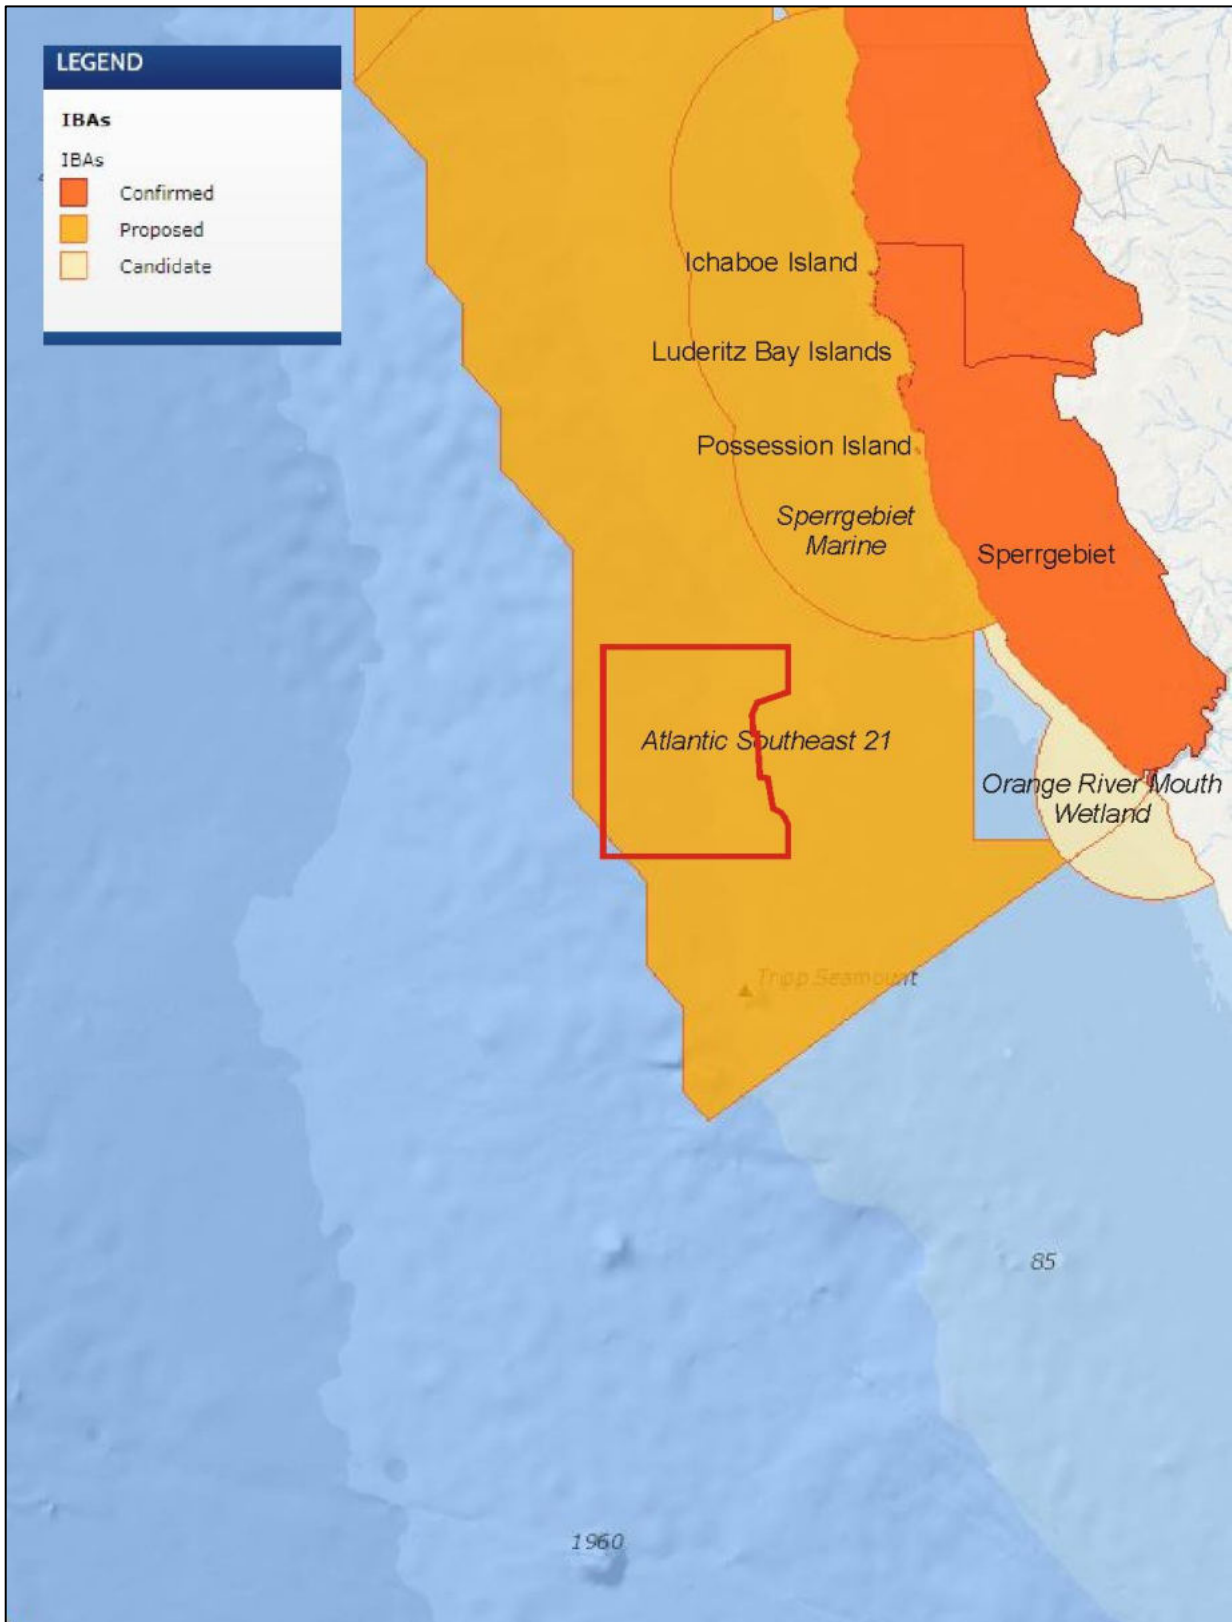 LEGEND
IBAs
IBAs
Confirmed
Proposed
Candidate
Ichaboe Island
Luderitz Bay Islands
Possession Island
Sperrgebiet
Marine
Sperrgebiet
Atlantic Southeast 21
Orange River Mouth
Wetland
Tripp Seamount
85
1960